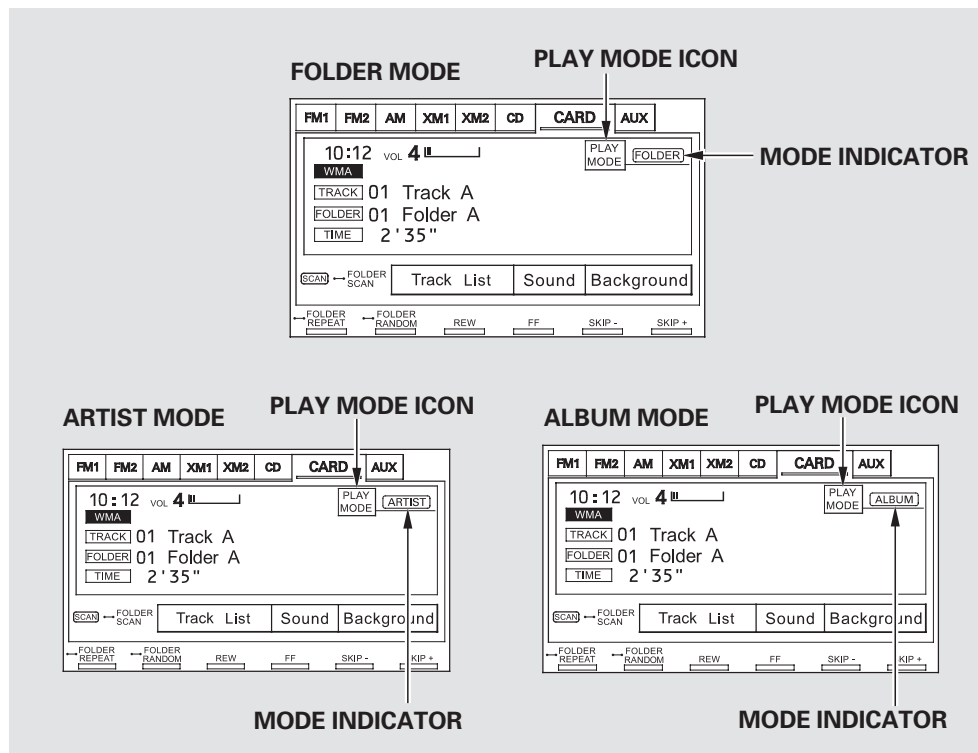 FOLDER MODE
PLAY MODE ICON
FM1 FM2 AM XM1 XM2 CD CARD AUX
10:12 VOL 4 PLAY MODE FOLDER
MODE INDICATOR
WMA
TRACK 01 Track A
FOLDER 01 Folder A
TIME 2'35"
SCAN FOLDER SCAN Track List Sound Background
FOLDER REPEAT FOLDER RANDOM REW FF SKIP - SKIP +
ARTIST MODE
PLAY MODE ICON
FM1 FM2 AM XM1 XM2 CD CARD AUX
10:12 VOL 4 PLAY MODE ARTIST
WMA
TRACK 01 Track A
FOLDER 01 Folder A
TIME 2'35"
SCAN FOLDER SCAN Track List Sound Background
FOLDER REPEAT FOLDER RANDOM REW FF SKIP - SKIP +
MODE INDICATOR
ALBUM MODE
PLAY MODE ICON
FM1 FM2 AM XM1 XM2 CD CARD AUX
10:12 VOL 4 PLAY MODE ALBUM
WMA
TRACK 01 Track A
FOLDER 01 Folder A
TIME 2'35"
SCAN FOLDER SCAN Track List Sound Background
FOLDER REPEAT FOLDER RANDOM REW FF SKIP - SKIP +
MODE INDICATOR